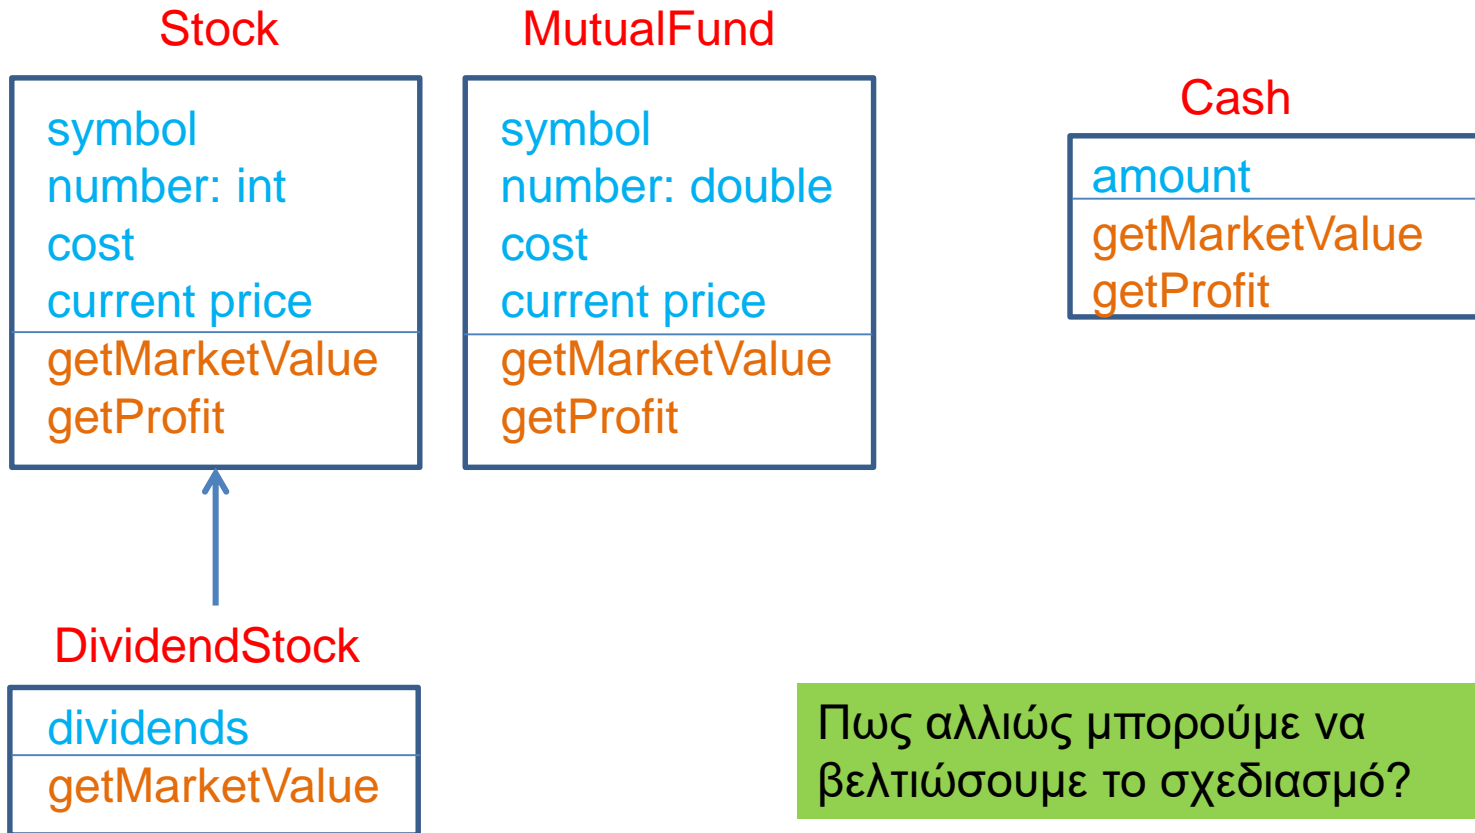 Stock
symbol
number: int
cost
current price
getMarketValue
getProfit
MutualFund
symbol
number: double
cost
current price
getMarketValue
getProfit
Cash
amount
getMarketValue
getProfit
DividendStock
dividends
getMarketValue
Πως αλλιώς μπορούμε να
βελτιώσουμε το σχεδιασμό?